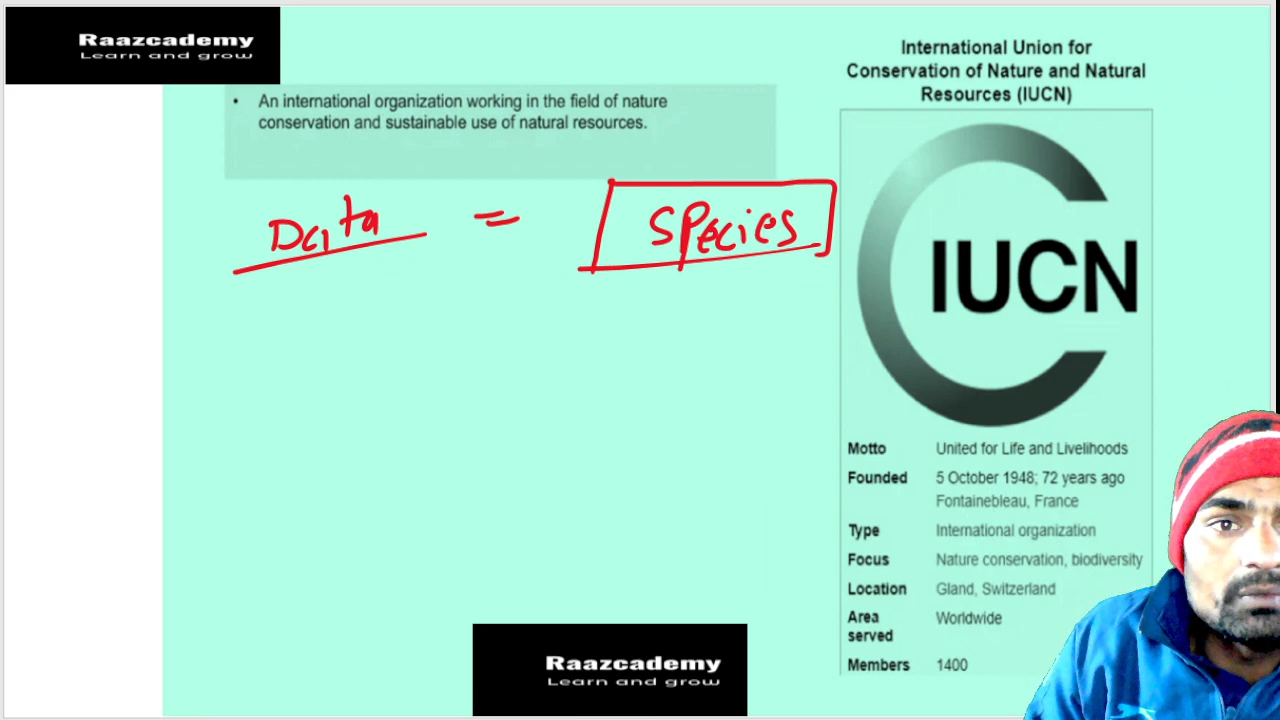 Raazcademy
Learn and grow
• An international organization working in the field of nature
conservation and sustainable use of natural resources.
Data = Species
International Union for
Conservation of Nature and Natural
Resources (IUCN)
IUCN
Motto United for Life and Livelihoods
Founded 5 October 1948; 72 years ago
Fontainebleau, France
Type International organization
Focus Nature conservation, biodiversity
Location Gland, Switzerland
Area Worldwide
served
Members 1400
Raazcademy
Learn and grow